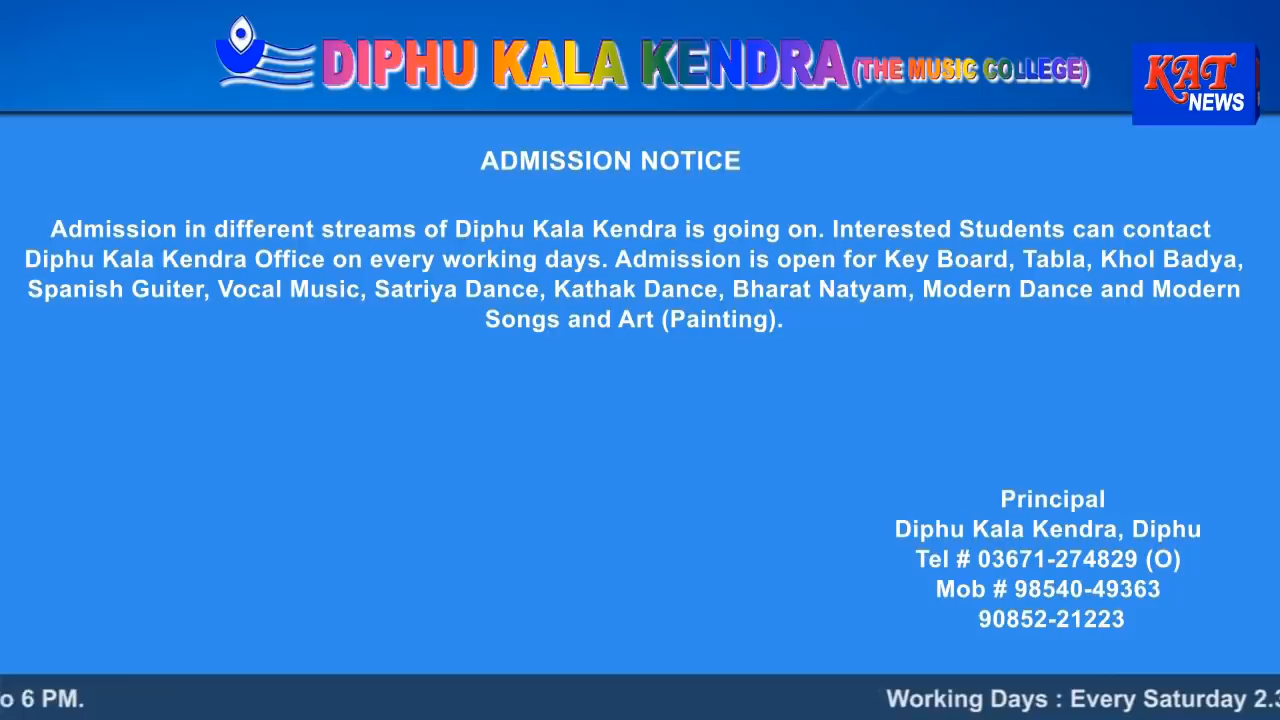 DIPHU KALA KENDRA (THE MUSIC COLLEGE)
KAT
NEWS
ADMISSION NOTICE
Admission in different streams of Diphu Kala Kendra is going on. Interested Students can contact
Diphu Kala Kendra Office on every working days. Admission is open for Key Board, Tabla, Khol Badya,
Spanish Guiter, Vocal Music, Satriya Dance, Kathak Dance, Bharat Natyam, Modern Dance and Modern
Songs and Art (Painting).
Principal
Diphu Kala Kendra, Diphu
Tel # 03671-274829 (O)
Mob # 98540-49363
90852-21223
o 6 PM. Working Days : Every Saturday 2.3